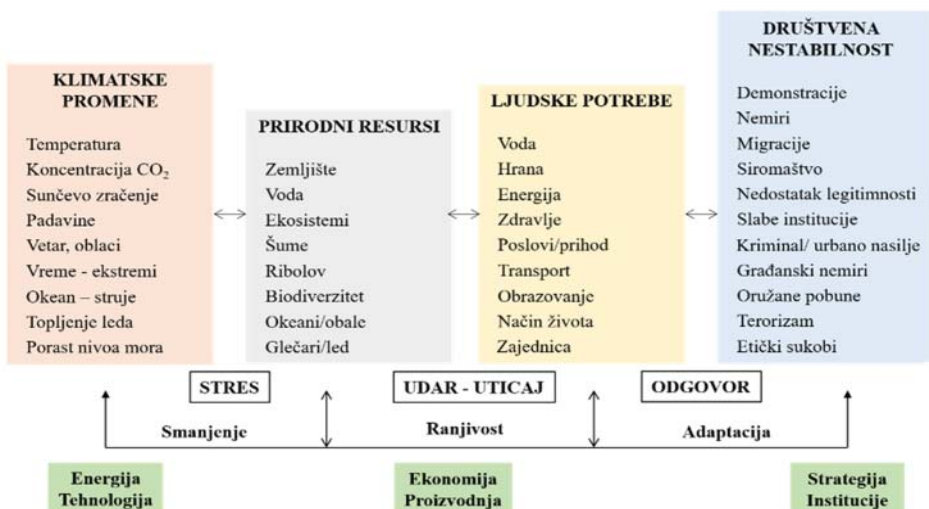 KLIMATSKE
PROMENE
Temperatura
Koncentracija CO₂
Sunčevo zračenje
Padavine
Vetar, oblaci
Vreme - ekstremi
Okean – struje
Topljenje leda
Porast nivoa mora
PRIRODNI RESURSI
Zemljište
Voda
Ekosistemi
Šume
Ribolov
Biodiverzitet
Okeani/obale
Glečari/led
LJUDSKE POTREBE
Voda
Hrana
Energija
Zdravlje
Poslovi/prihod
Transport
Obrazovanje
Način života
Zajednica
DRUŠTVENA
NESTABILNOST
Demonstracije
Nemiri
Migracije
Siromaštvo
Nedostatak legitimnosti
Slabe institucije
Kriminal/ urbano nasilje
Građanski nemiri
Oružane pobune
Terorizam
Etički sukobi
STRES
UDAR - UTICAJ
ODGOVOR
Smanjenje
Ranjivost
Adaptacija
Energija
Tehnologija
Ekonomija
Proizvodnja
Strategija
Institucije